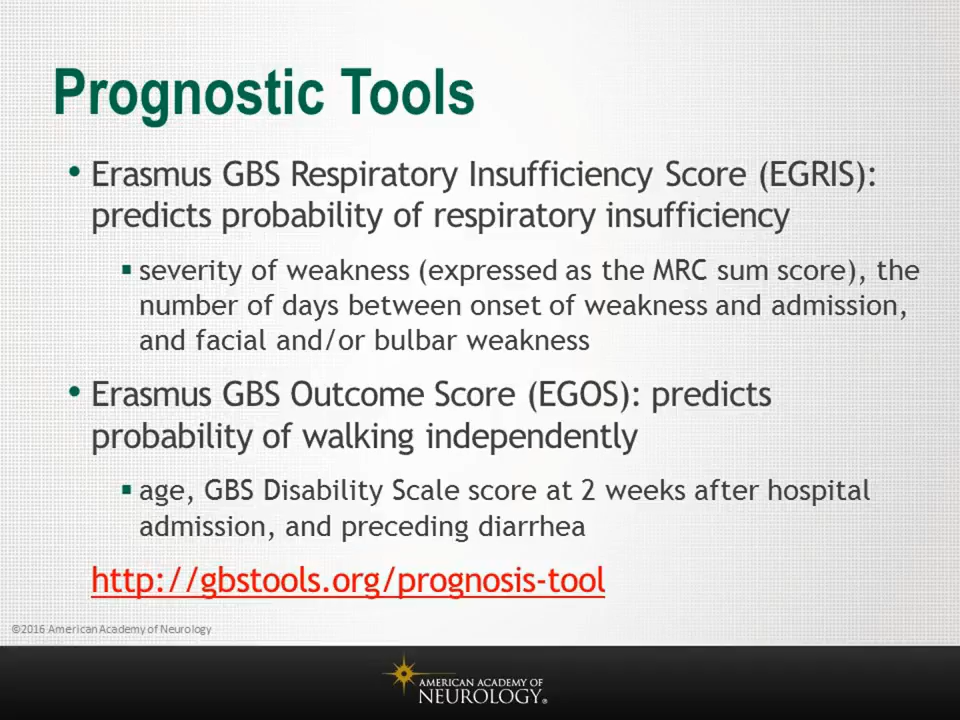 Prognostic Tools
• Erasmus GBS Respiratory Insufficiency Score (EGRIS):
predicts probability of respiratory insufficiency
▪ severity of weakness (expressed as the MRC sum score), the
number of days between onset of weakness and admission,
and facial and/or bulbar weakness
• Erasmus GBS Outcome Score (EGOS): predicts
probability of walking independently
▪ age, GBS Disability Scale score at 2 weeks after hospital
admission, and preceding diarrhea
http://gbstools.org/prognosis-tool
©2016 American Academy of Neurology
AMERICAN ACADEMY OF
NEUROLOGY®